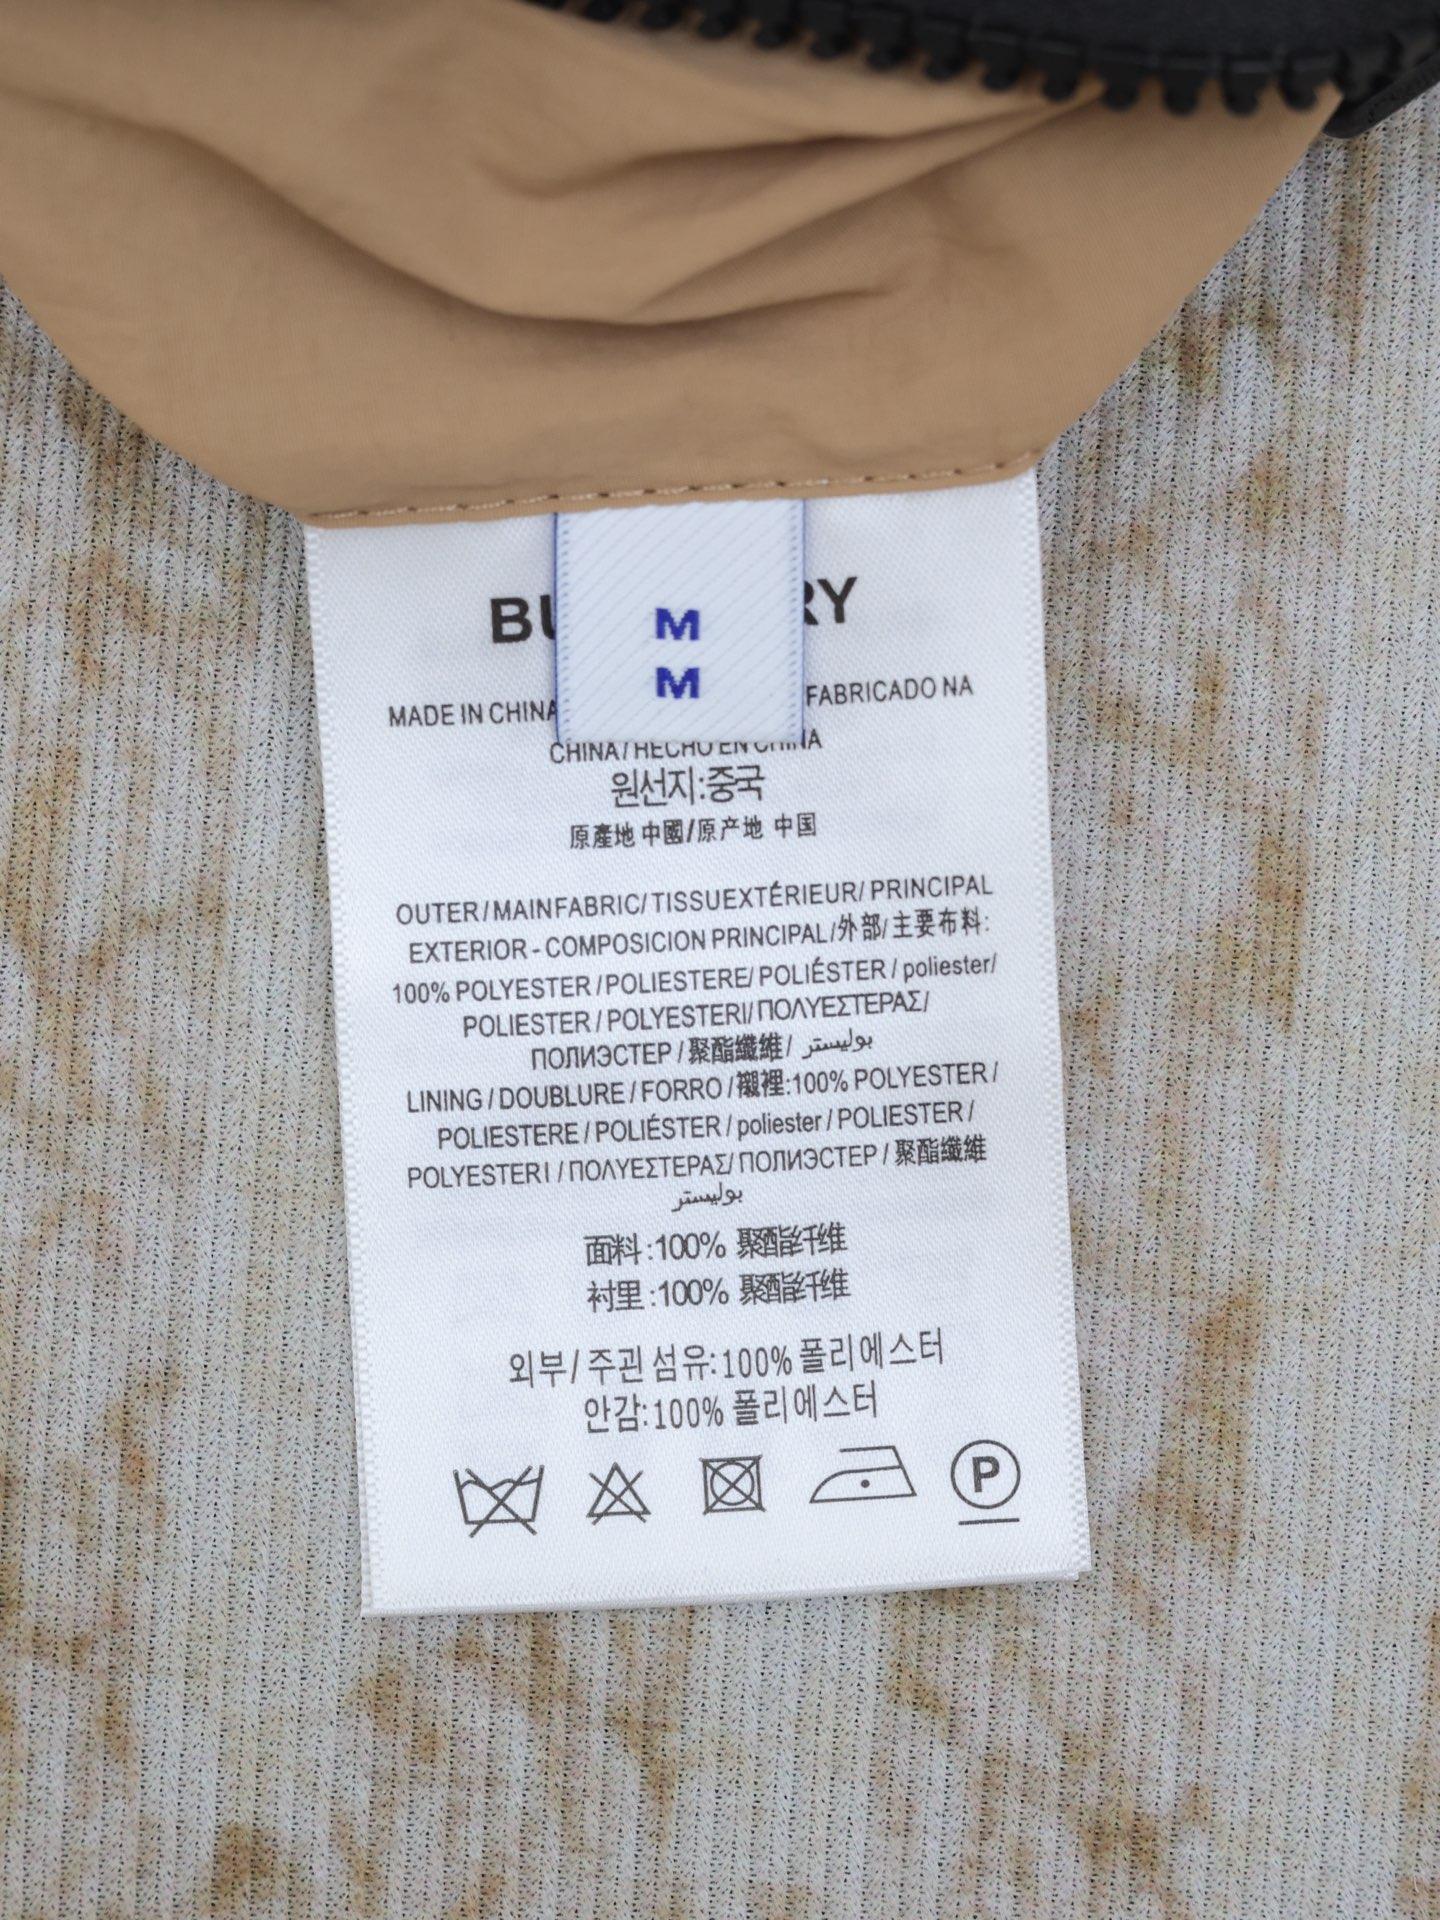 M
M
MADE IN CHINA FABRICADO NA
CHINA / HECHO EN CHINA
원선지:중국
原產地 中國/原产地 中国
OUTER / MAINFABRIC/ TISSUEXTÉRIEUR/ PRINCIPAL
EXTERIOR - COMPOSICION PRINCIPAL / 外部/ 主要布料:
100% POLYESTER / POLIESTERE/ POLIÉSTER / poliester/
POLIESTER / POLYESTERI/ ΠΟΛΥΕΣΤΕΡΑΣ/
ПОЛИЭСТЕР / 聚酯纖維 / بوليستر
LINING / DOUBLURE / FORRO / 襯裡:100% POLYESTER /
POLIESTERE / POLIÉSTER / poliester / POLIESTER /
POLYESTERI / ΠΟΛΥΕΣΤΕΡΑΣ/ ПОЛИЭСТЕР / 聚酯纖維
بوليستر
面料 :100% 聚酯纤维
衬里 :100% 聚酯纤维
외부 / 주괸 섬유:100% 폴리에스터
안감:100% 폴리에스터
P